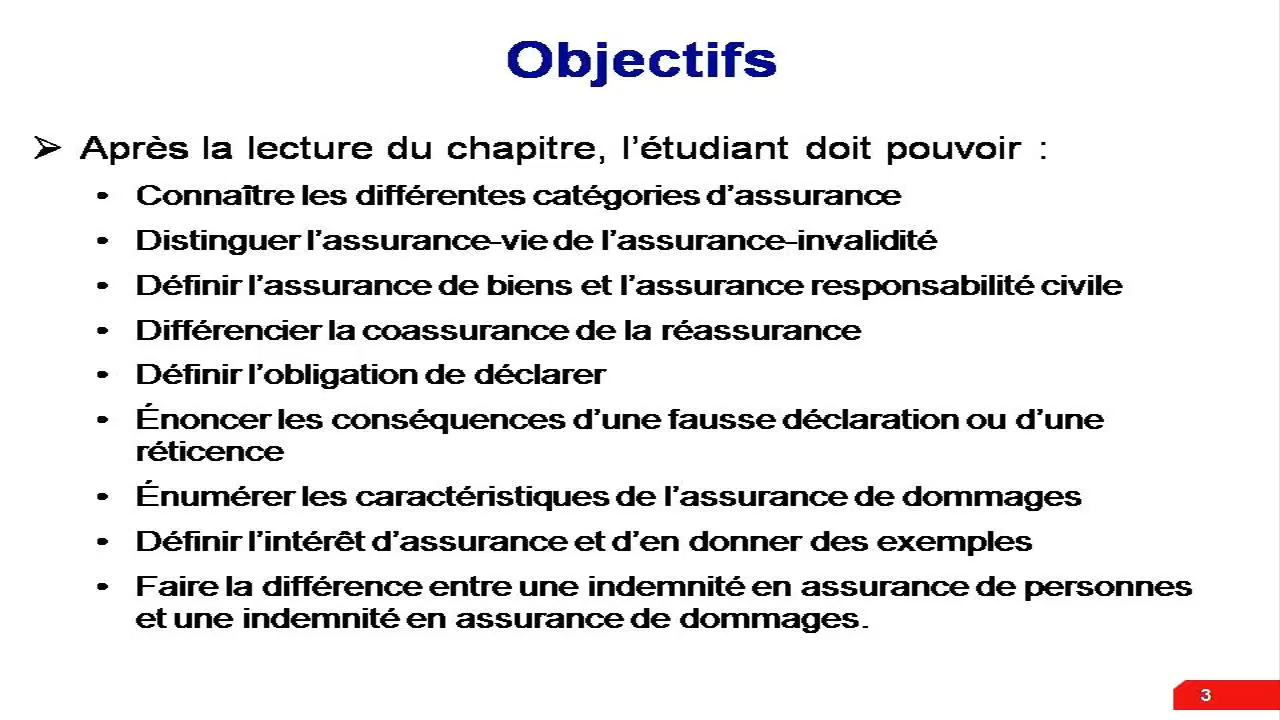 Objectifs
➢ Après la lecture du chapitre, l’étudiant doit pouvoir :
• Connaître les différentes catégories d’assurance
• Distinguer l’assurance-vie de l’assurance-invalidité
• Définir l’assurance de biens et l’assurance responsabilité civile
• Différencier la coassurance de la réassurance
• Définir l’obligation de déclarer
• Énoncer les conséquences d’une fausse déclaration ou d’une
réticence
• Énumérer les caractéristiques de l’assurance de dommages
• Définir l’intérêt d’assurance et d’en donner des exemples
• Faire la différence entre une indemnité en assurance de personnes
et une indemnité en assurance de dommages.
3